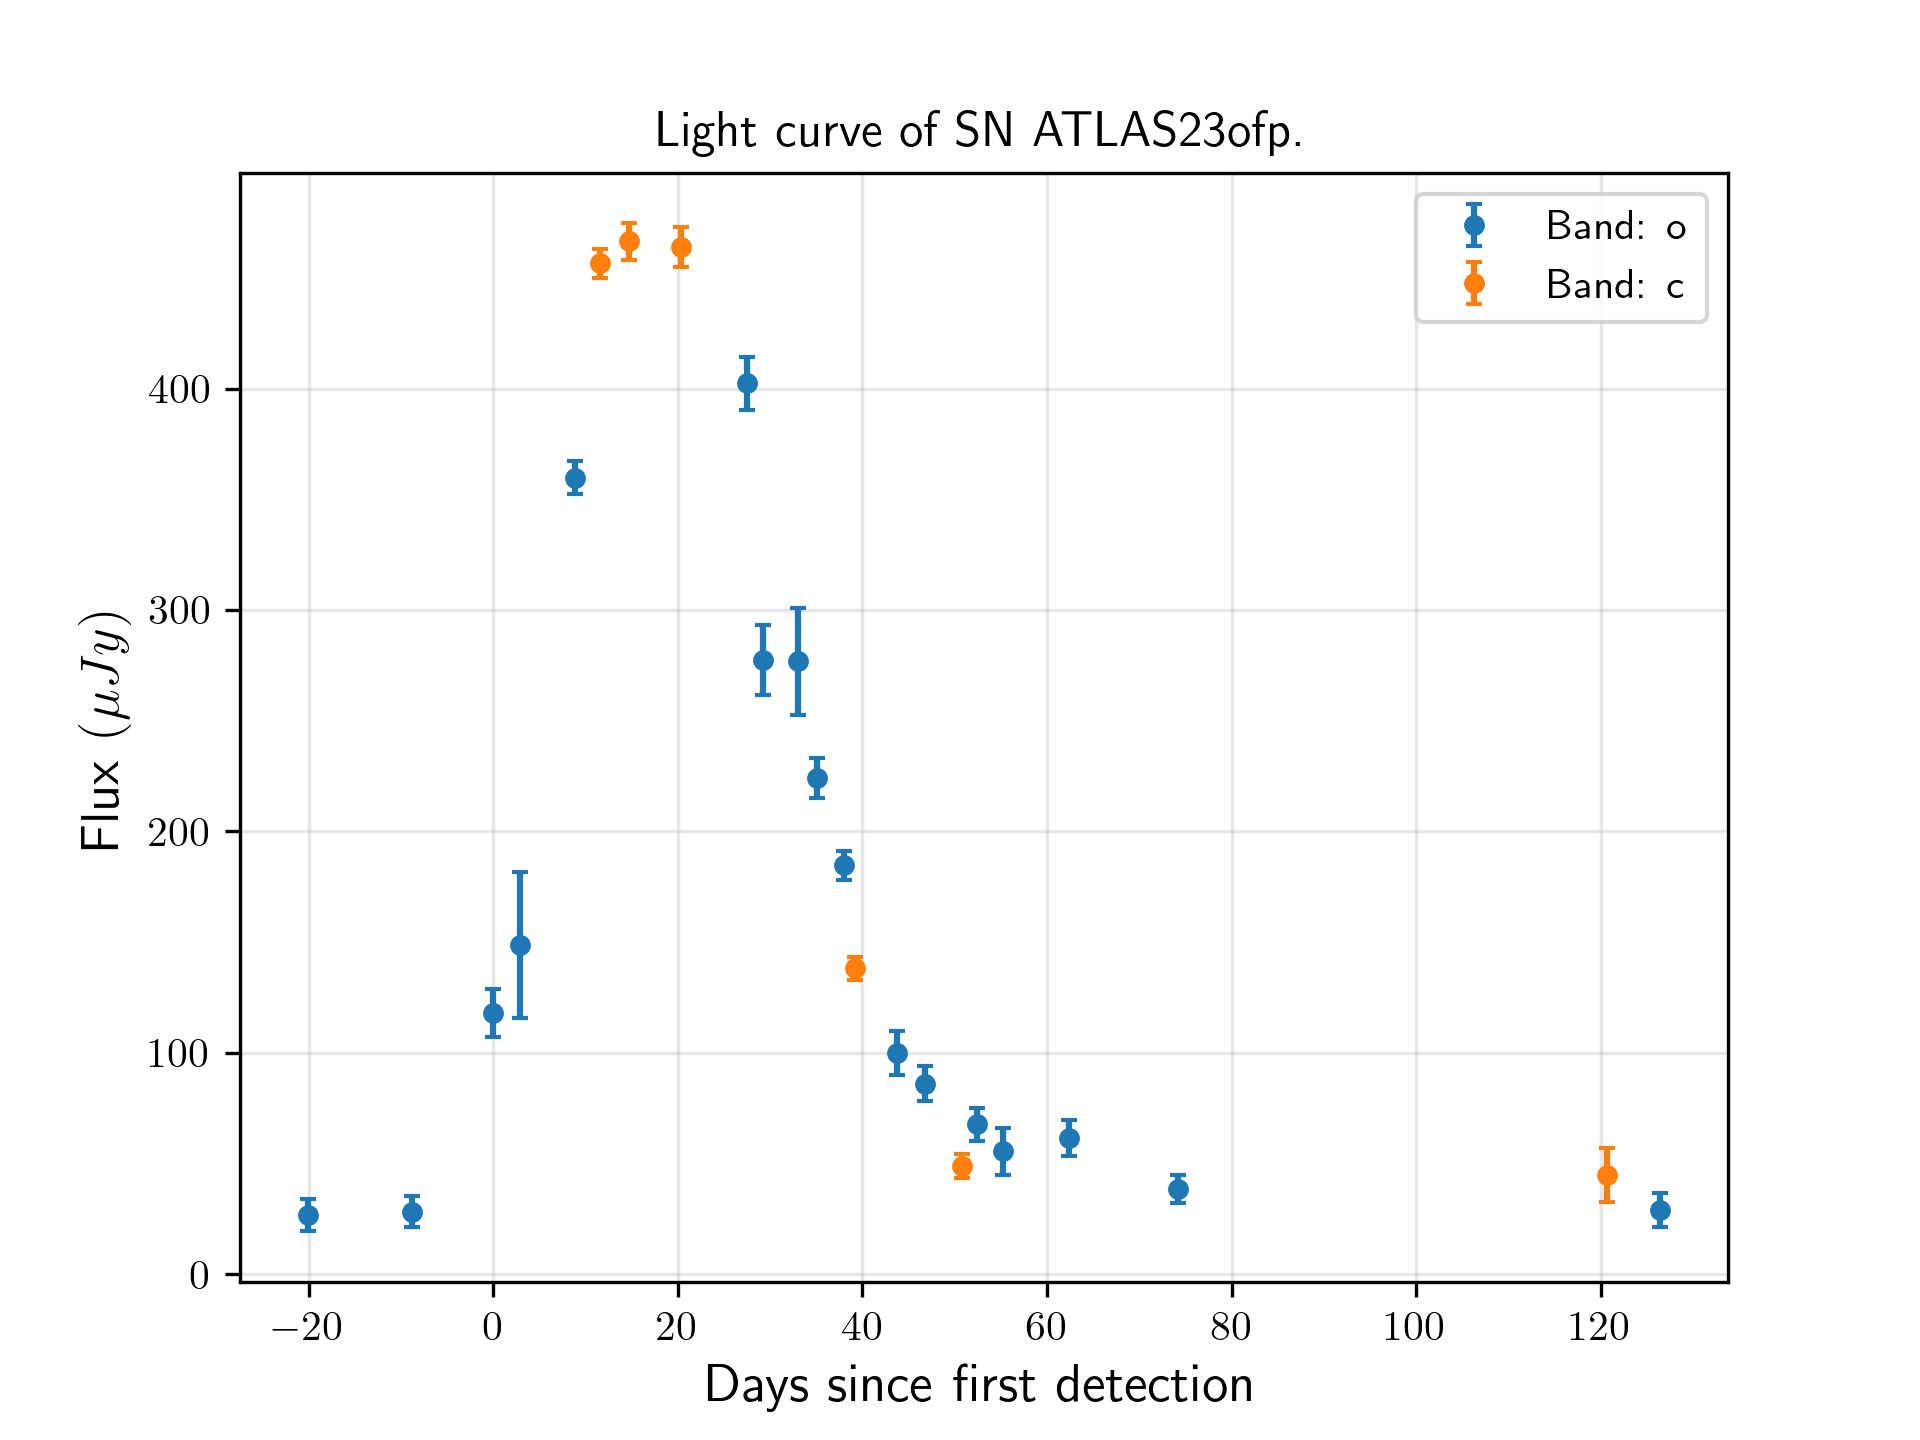 Light curve of SN ATLAS23ofp.
Band: o
Band: c
Flux (μJy)
400
300
200
100
0
−20 0 20 40 60 80 100 120
Days since first detection